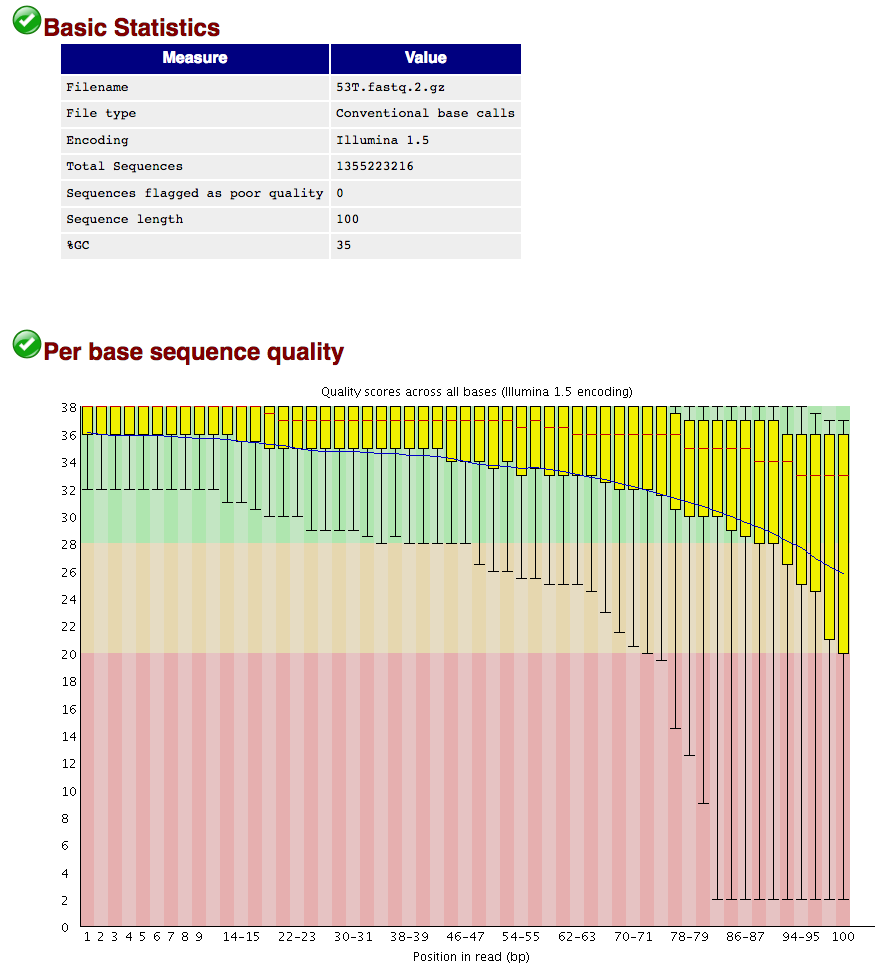 Basic Statistics
Measure Value
Filename 53T.fastq.2.gz
File type Conventional base calls
Encoding Illumina 1.5
Total Sequences 1355223216
Sequences flagged as poor quality 0
Sequence length 100
%GC 35
Per base sequence quality
Quality scores across all bases (Illumina 1.5 encoding)
38
36
34
32
30
28
26
24
22
20
18
16
14
12
10
8
6
4
2
0
1 2 3 4 5 6 7 8 9 14-15 22-23 30-31 38-39 46-47 54-55 62-63 70-71 78-79 86-87 94-95 100
Position in read (bp)